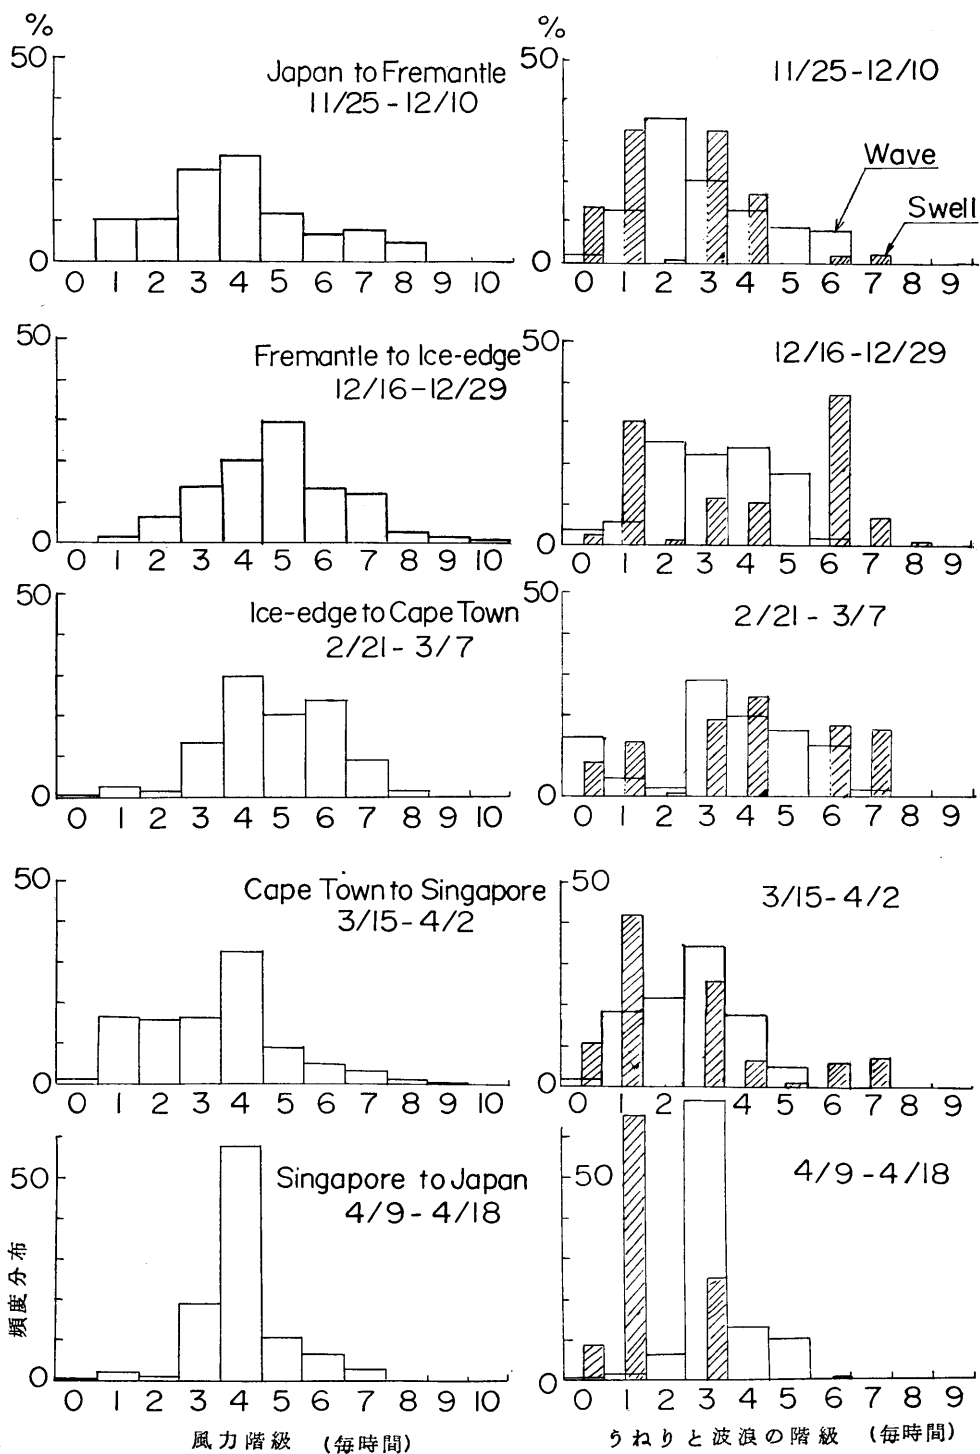 %
50
Japan to Fremantle
11/25-12/10
0
0 1 2 3 4 5 6 7 8 9 10
%
50
11/25-12/10
Wave
Swell
0
0 1 2 3 4 5 6 7 8 9
50
Fremantle to Ice-edge
12/16-12/29
0
0 1 2 3 4 5 6 7 8 9 10
50
12/16-12/29
0
0 1 2 3 4 5 6 7 8 9
50
Ice-edge to Cape Town
2/21-3/7
0
0 1 2 3 4 5 6 7 8 9 10
50
2/21-3/7
0
0 1 2 3 4 5 6 7 8 9
50
Cape Town to Singapore
3/15-4/2
0
0 1 2 3 4 5 6 7 8 9 10
50
3/15-4/2
0
0 1 2 3 4 5 6 7 8 9
50
Singapore to Japan
4/9-4/18
頻度分布
0
0 1 2 3 4 5 6 7 8 9 10
風力階級 (毎時間)
50
4/9-4/18
0
0 1 2 3 4 5 6 7 8 9
うねりと波浪の階級 (毎時間)